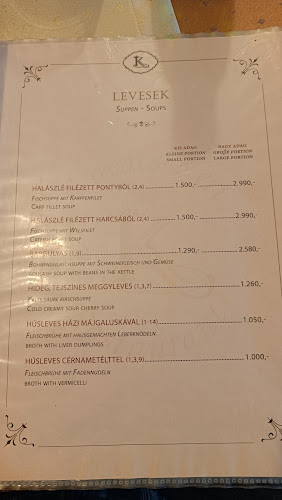 K
LEVESEK
SUPPEN - SOUPS
KIS ADAG NAGY ADAG
KLEINE PORTION GROßE PORTION
SMALL PORTION LARGE PORTION
HALÁSZLÉ FILÉZETT PONTYBÓL (2,4) 1.500,- 2.990,-
FISCHSUPPE MIT KARPFENFILET
CARP FILLET SOUP
HALÁSZLÉ FILÉZETT HARCSÁBÓL (2,4) 1.500,- 2.990,-
FISCHSUPPE MIT WELSFILET
CATFISH SOUP
BABGULYÁS (1,9) 1.290,- 2.580,-
BOHNENGULASCHSUPPE MIT SCHWEINEFLEISCH UND GEMÜSE
GOULASH SOUP WITH BEANS IN THE KETTLE
HIDEG, TEJSZÍNES MEGGYLEVES (1,3,7) 1.260,-
KALTE SAURE KIRSCHSUPPE
COLD CREAMY SOUR CHERRY SOUP
HÚSLEVES HÁZI MÁJGALUSKÁVAL (1-14) 1.050,-
FLEISCHBRÜHE MIT HAUSGEMACHTEN LEBERKNÖDELN
BROTH WITH LIVER DUMPLINGS
HÚSLEVES CÉRNAMETÉLTTEL (1,3,9) 1.000,-
FLEISCHBRÜHE MIT FADENNUDELN
BROTH WITH VERMICELLI